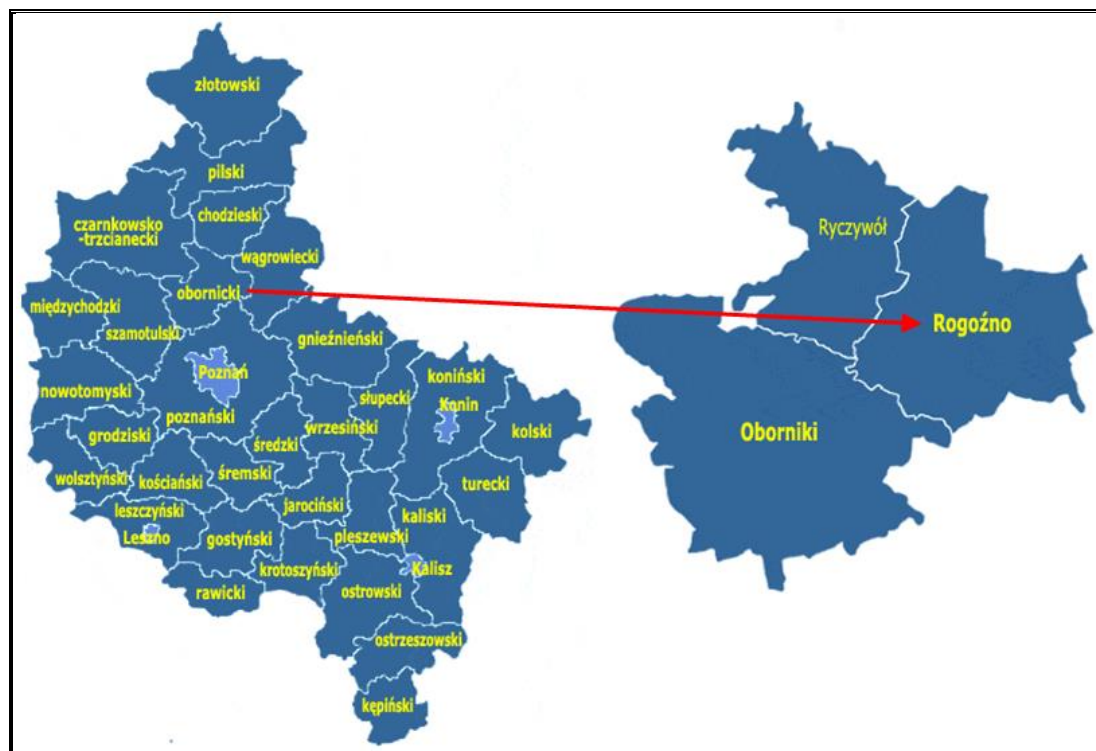 złotowski
pilski
chodzieski
czarnkowsko
-trzcianecki
wągrowiecki
obornicki
międzychodzki
szamotulski
gnieźnieński
Poznań
nowotomyski
poznański
słupecki
koniński
Konin
grodziski
średzki
wrzesiński
kolski
wolsztyński
kościański
śremski
turecki
jarociński
leszczyński
Leszno
gostyński
pleszewski
kaliski
Kalisz
krotoszyński
rawicki
ostrowski
ostrzeszowski
kępiński
Ryczywół
Rogoźno
Oborniki